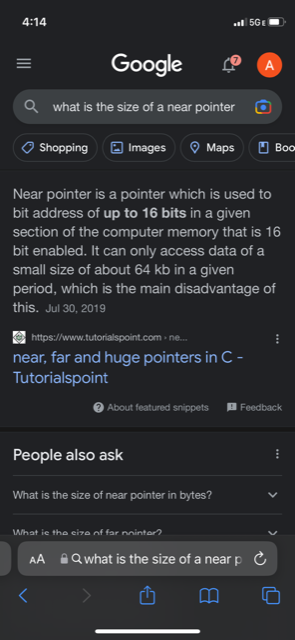 4:14
5GE
Google
7
A
what is the size of a near pointer
Shopping
Images
Maps
Boo
Near pointer is a pointer which is used to
bit address of up to 16 bits in a given
section of the computer memory that is 16
bit enabled. It can only access data of a
small size of about 64 kb in a given
period, which is the main disadvantage of
this. Jul 30, 2019
https://www.tutorialspoint.com › ne...
near, far and huge pointers in C -
Tutorialspoint
About featured snippets
Feedback
People also ask
What is the size of near pointer in bytes?
What is the size of far pointer?
AA
what is the size of a near p